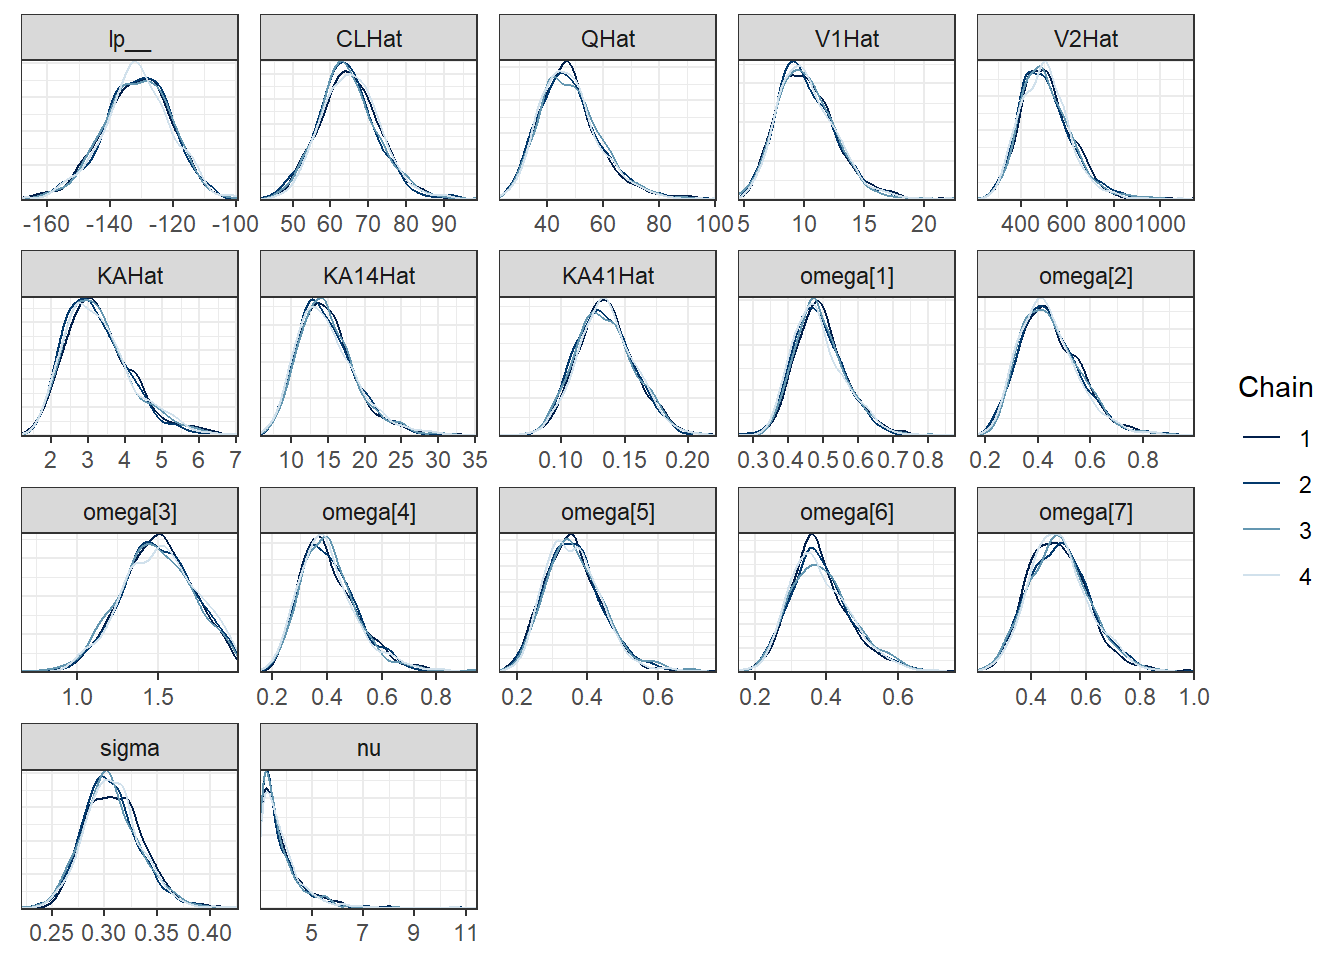 lp__ CLHat QHat V1Hat V2Hat
-160 -140 -120 -100 50 60 70 80 90 40 60 80 100 5 10 15 20 400 600 800 1000
KAHat KA14Hat KA41Hat omega[1] omega[2]
2 3 4 5 6 7 10 15 20 25 30 35 0.10 0.15 0.20 0.3 0.4 0.5 0.6 0.7 0.8 0.2 0.4 0.6 0.8
Chain
1
2
3
4
omega[3] omega[4] omega[5] omega[6] omega[7]
1.0 1.5 0.2 0.4 0.6 0.8 0.2 0.4 0.6 0.2 0.4 0.6 0.4 0.6 0.8 1.0
sigma nu
0.25 0.30 0.35 0.40 5 7 9 11